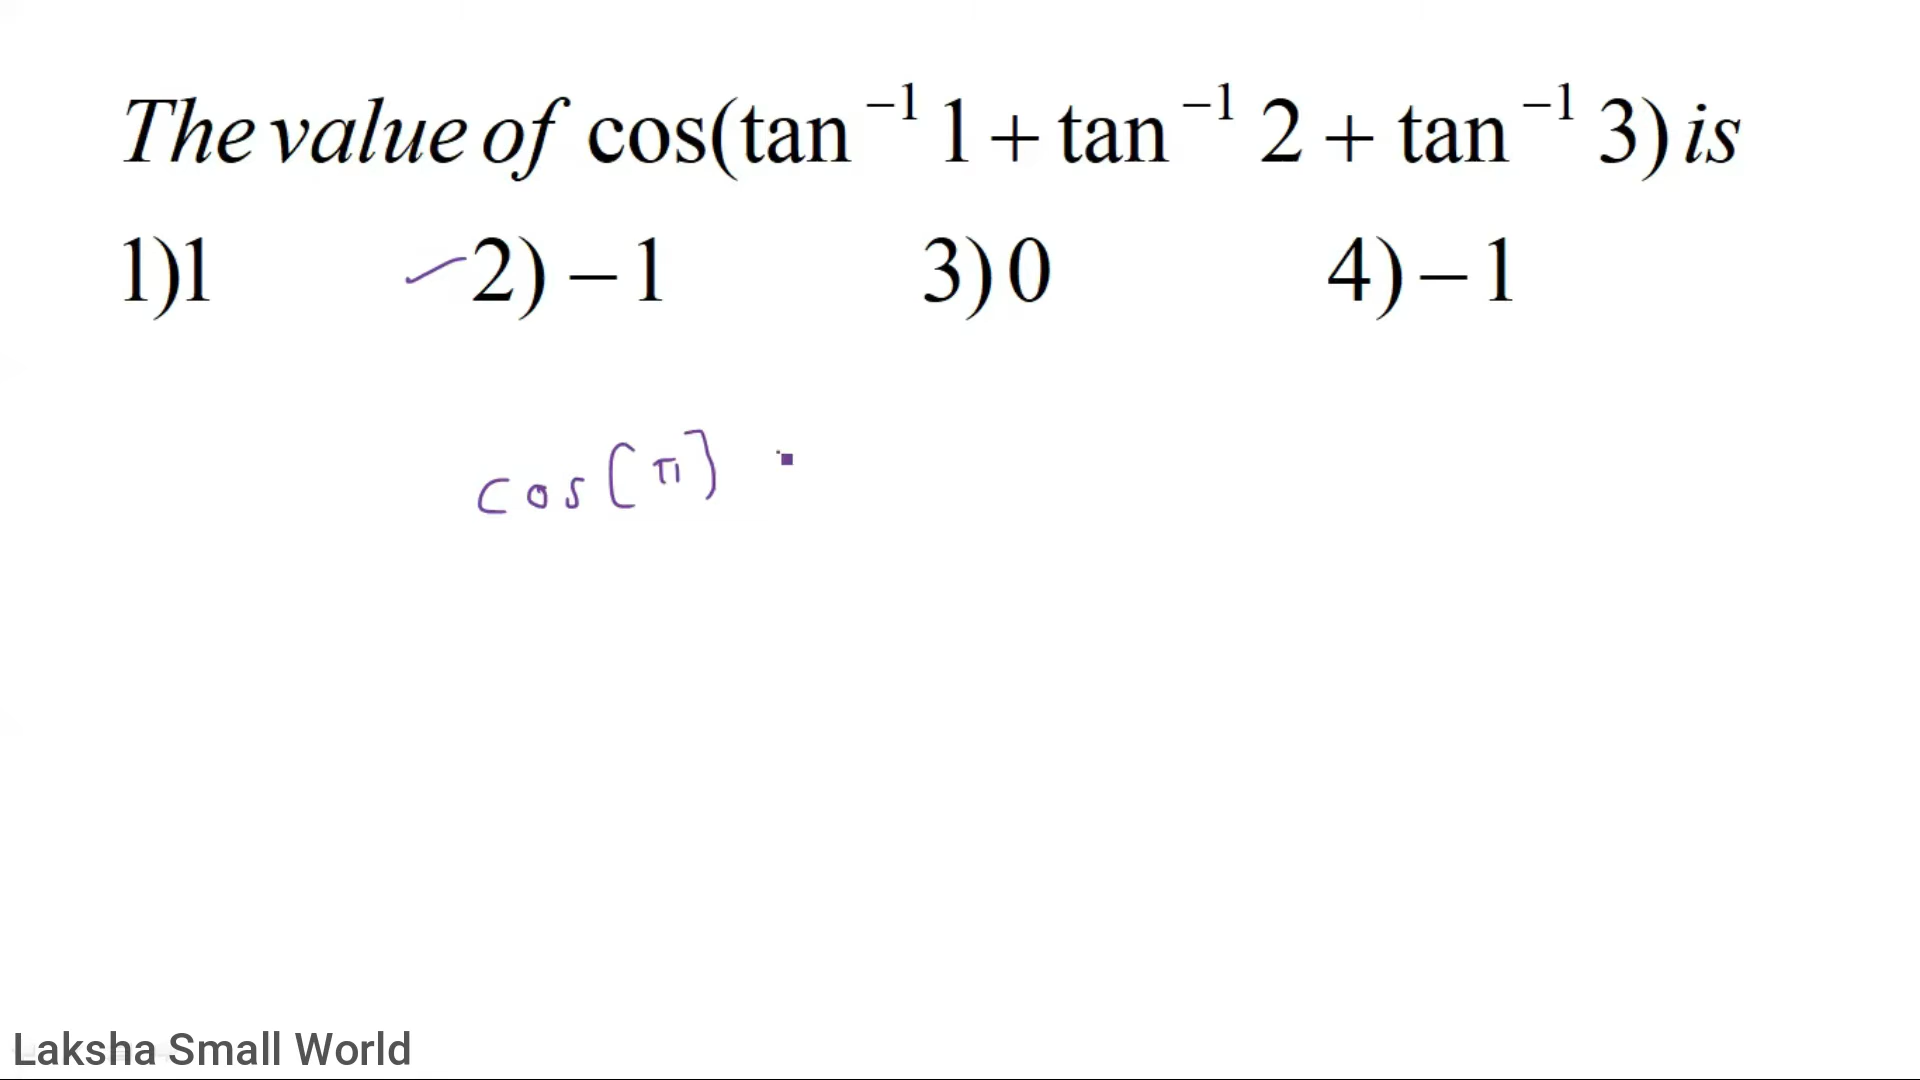 The value of cos(tan⁻¹ 1 + tan⁻¹ 2 + tan⁻¹ 3) is
1) 1 2) – 1 3) 0 4) – 1
cos(π)
Laksha Small World